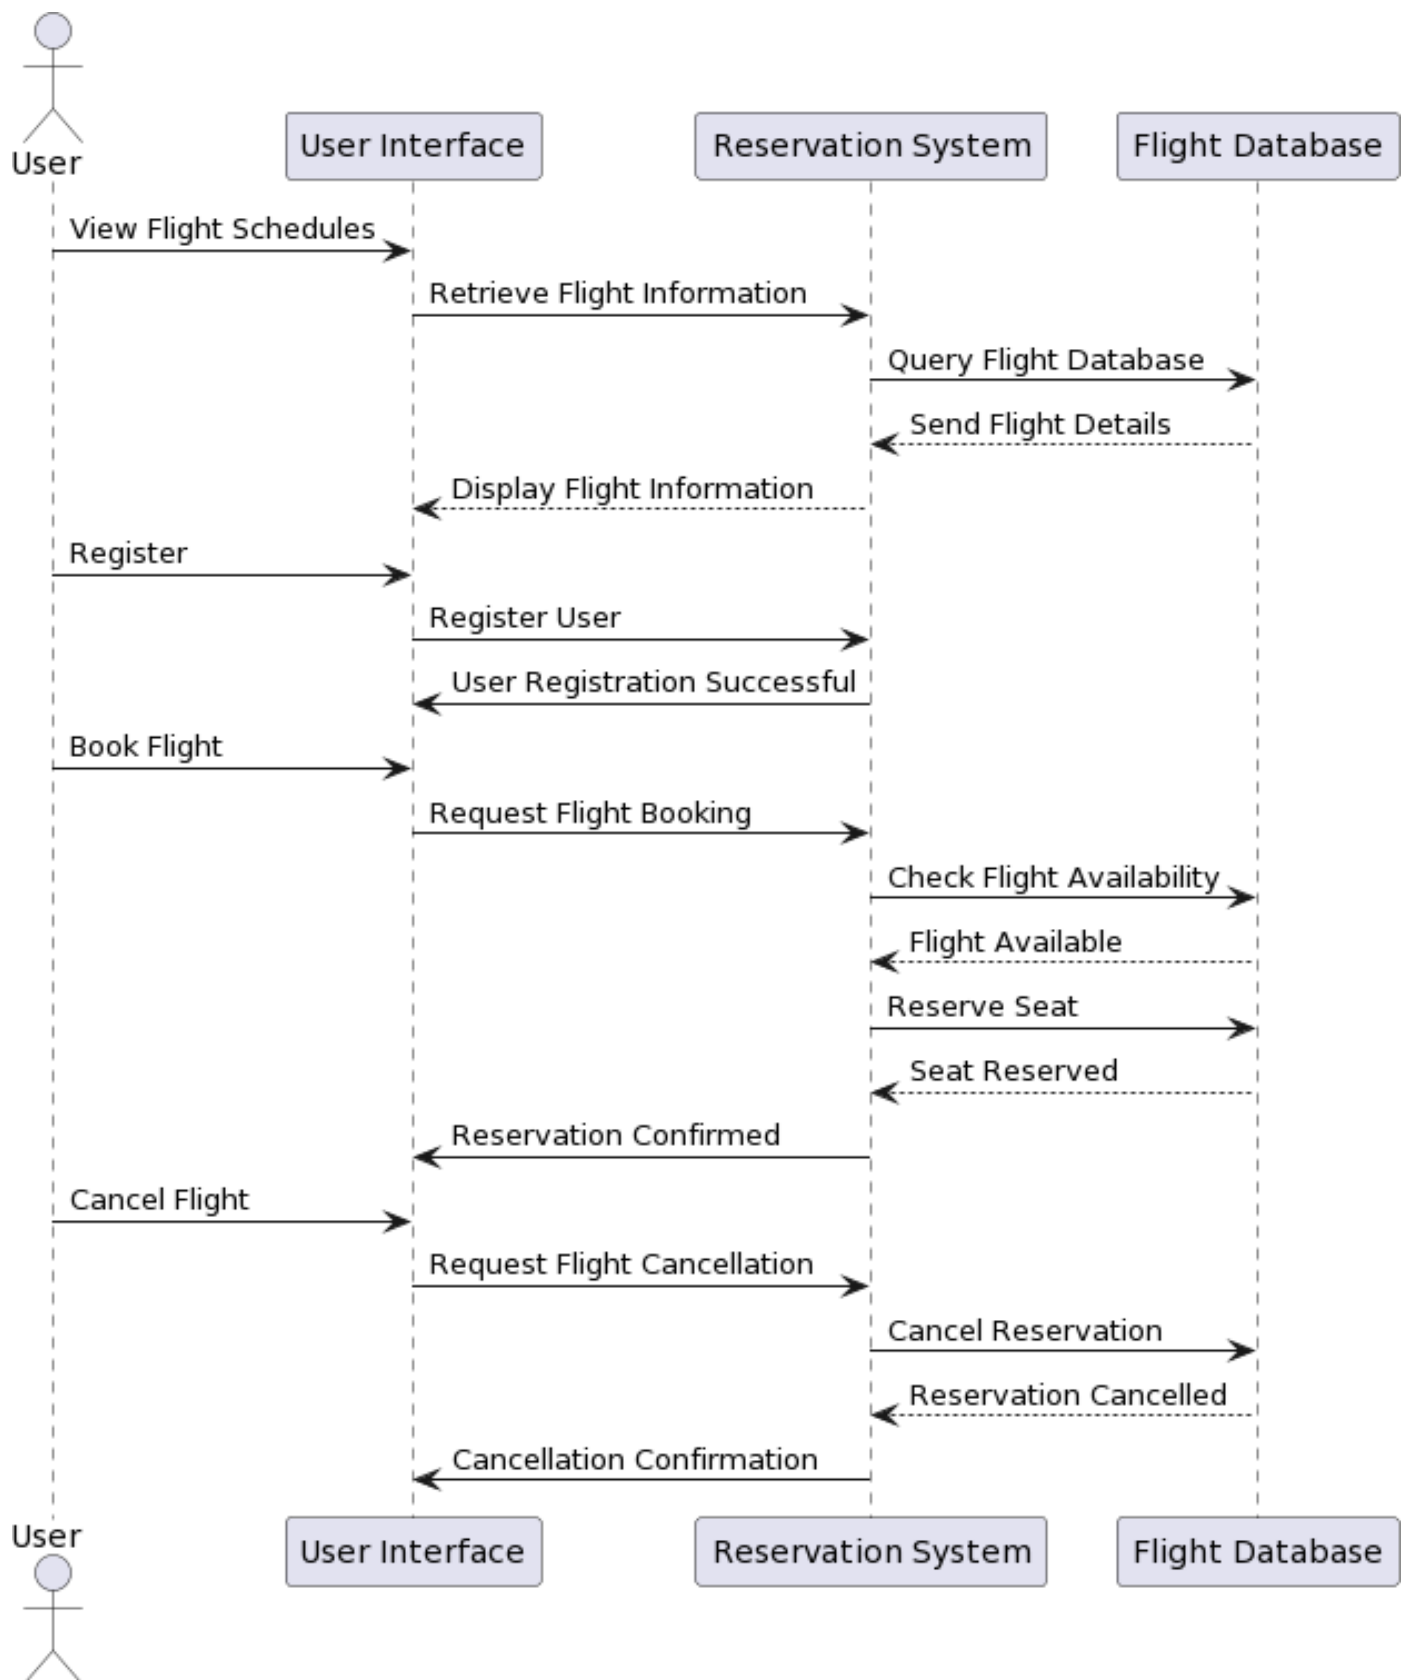 User
User Interface
Reservation System
Flight Database
View Flight Schedules
Retrieve Flight Information
Query Flight Database
Send Flight Details
Display Flight Information
Register
Register User
User Registration Successful
Book Flight
Request Flight Booking
Check Flight Availability
Flight Available
Reserve Seat
Seat Reserved
Reservation Confirmed
Cancel Flight
Request Flight Cancellation
Cancel Reservation
Reservation Cancelled
Cancellation Confirmation
User
User Interface
Reservation System
Flight Database